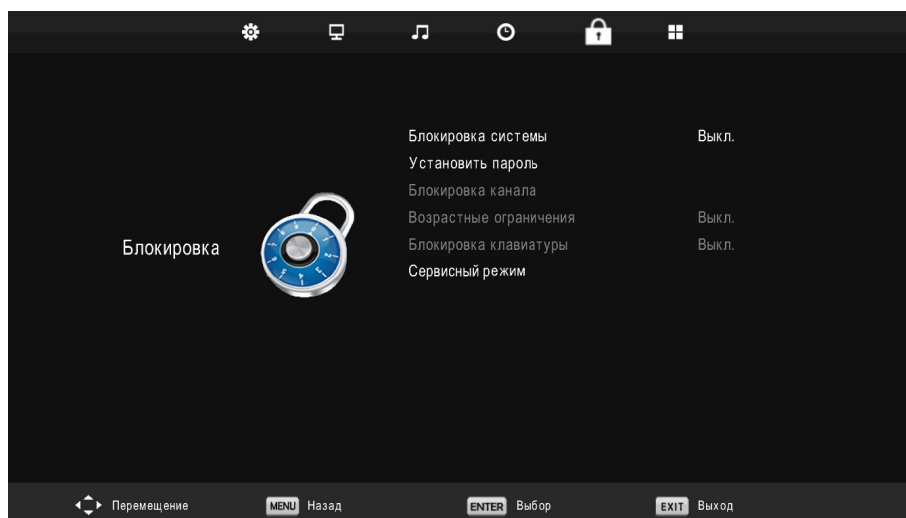 Блокировка системы Выкл.
Установить пароль
Блокировка канала
Возрастные ограничения Выкл.
Блокировка клавиатуры Выкл.
Сервисный режим
Блокировка
Перемещение MENU Назад ENTER Выбор EXIT Выход